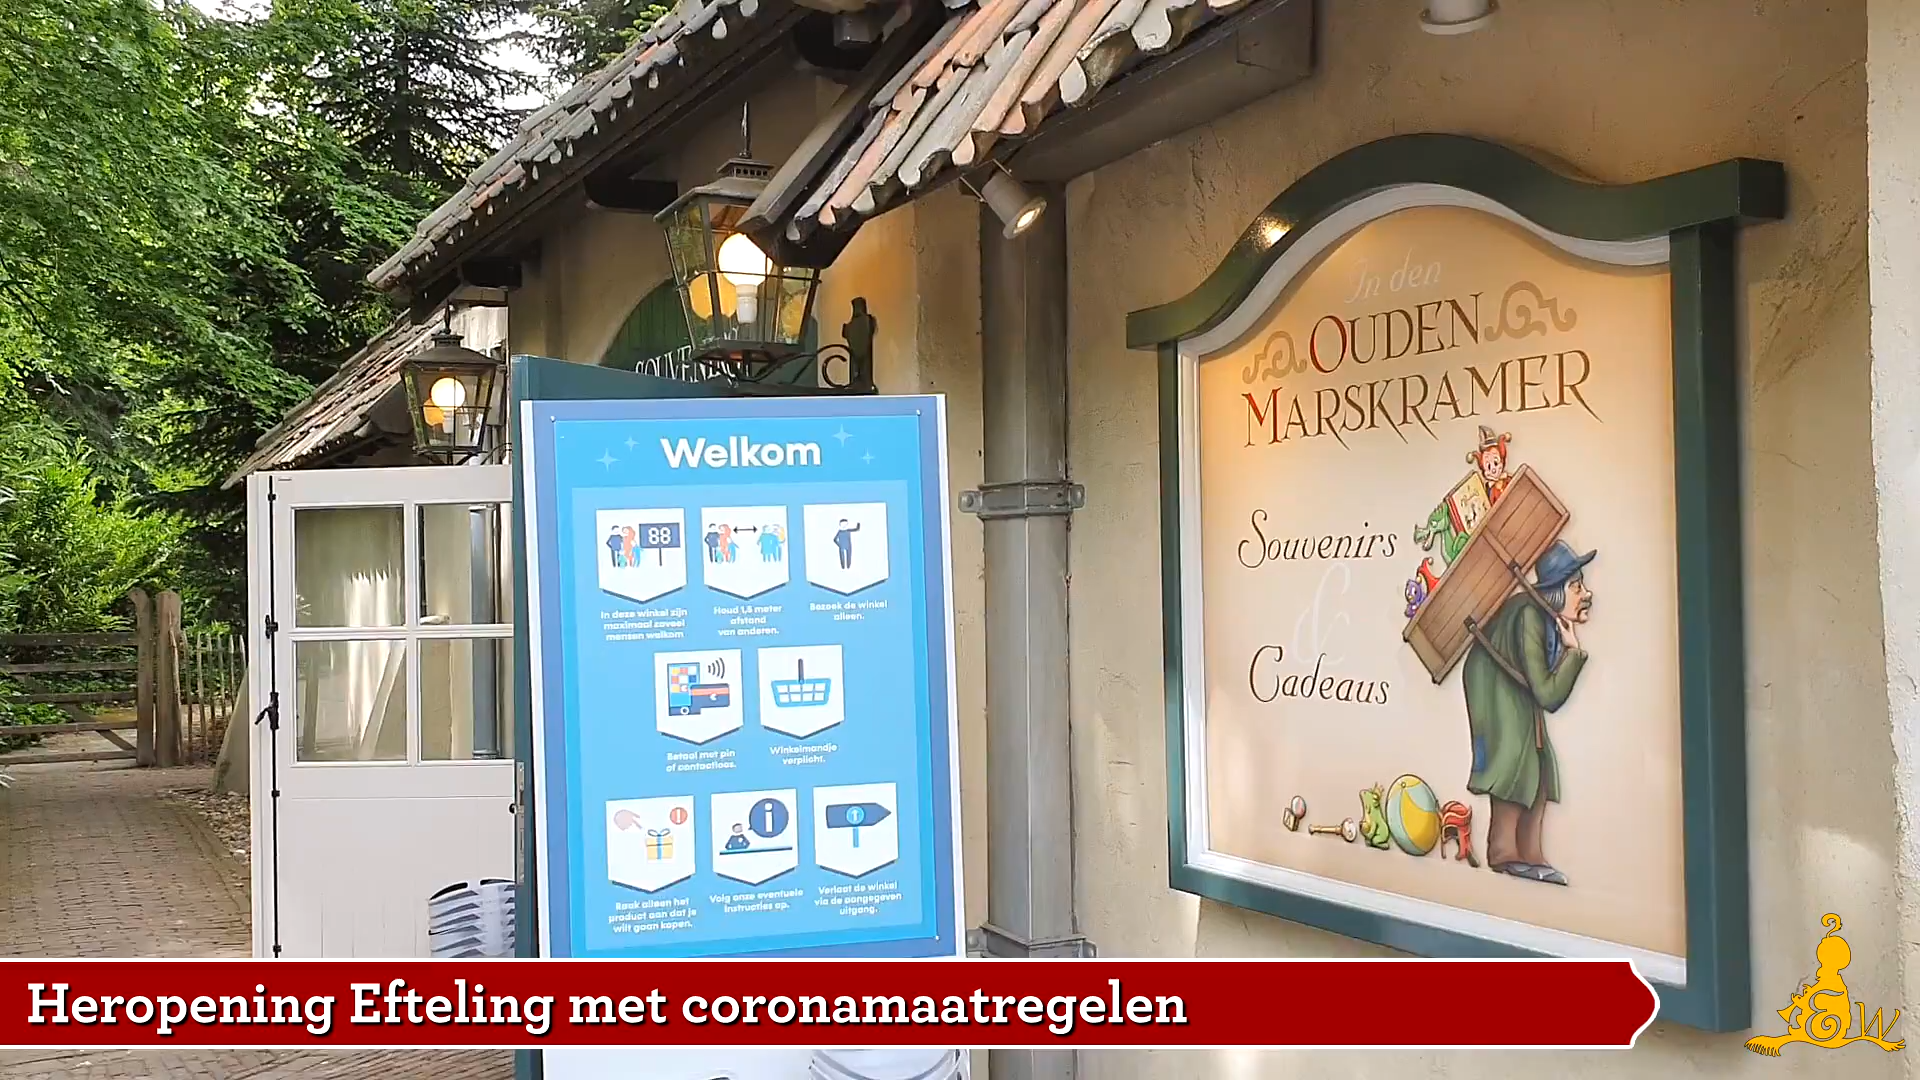 In den
OUDEN
MARSKRAMER
Souvenirs
&
Cadeaus
SOUVENIRS
Welkom
88
In deze winkel zijn
maximaal zoveel
mensen welkom
Houd 1,5 meter
afstand
van anderen.
Bezoek de winkel
alleen.
Betaal met pin
of contactloos.
Winkelmandje
verplicht.
Raak alleen het
product aan dat je
wilt gaan kopen.
Volg onze eventuele
instructies op.
Verlaat de winkel
via de aangegeven
uitgang.
Heropening Efteling met coronamaatregelen
E W